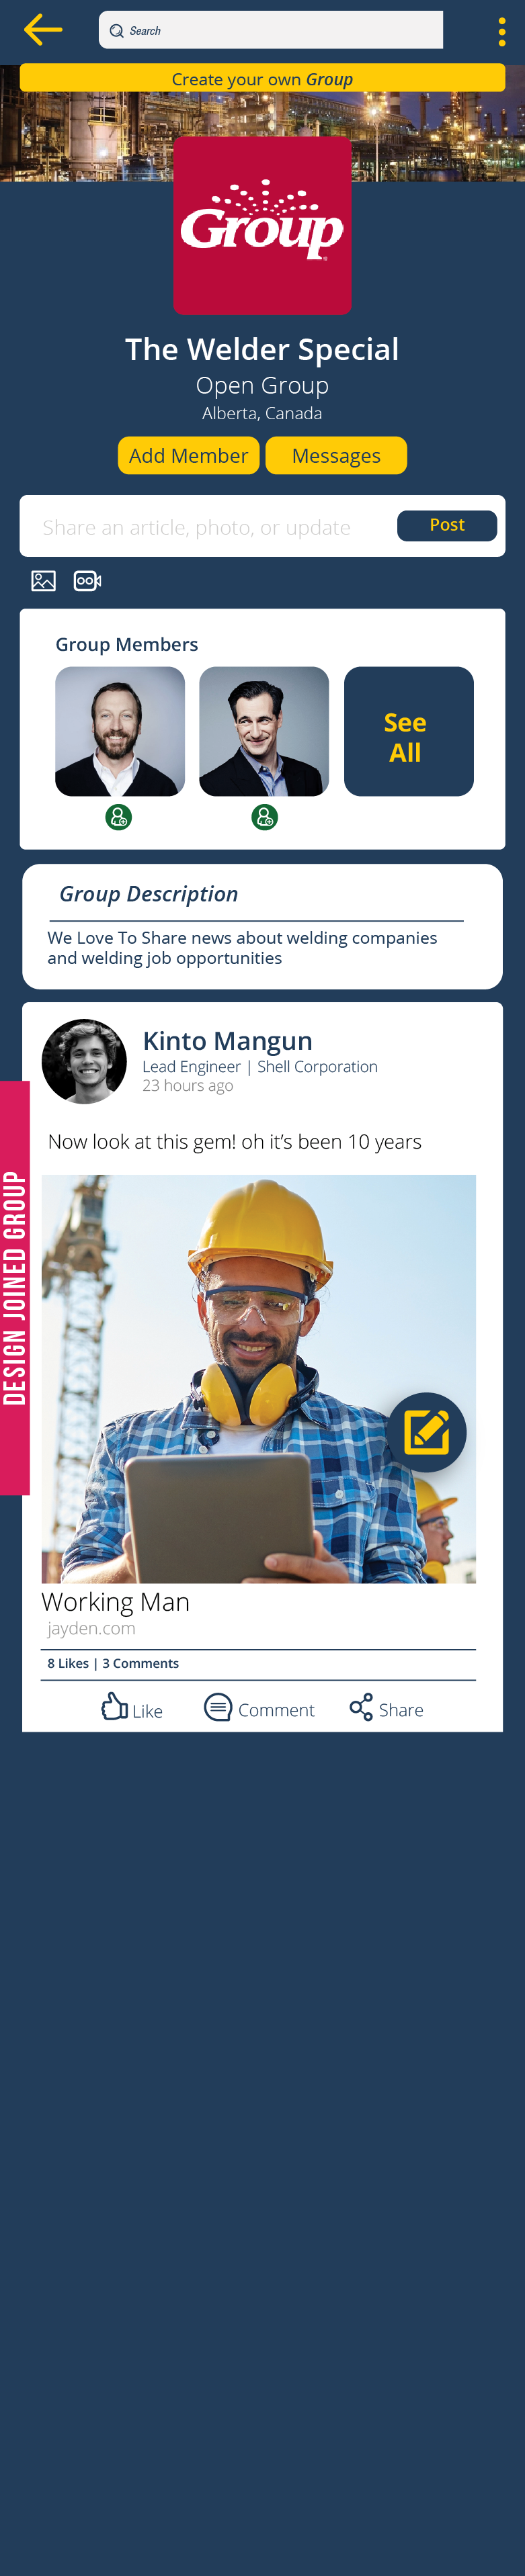 Search
Create your own Group
Group
The Welder Special
Open Group
Alberta, Canada
Add Member
Messages
Share an article, photo, or update
Post
Group Members
See
All
Group Description
We Love To Share news about welding companies
and welding job opportunities
Kinto Mangun
Lead Engineer | Shell Corporation
23 hours ago
Now look at this gem! oh it’s been 10 years
DESIGN JOINED GROUP
Working Man
jayden.com
8 Likes | 3 Comments
Like
Comment
Share